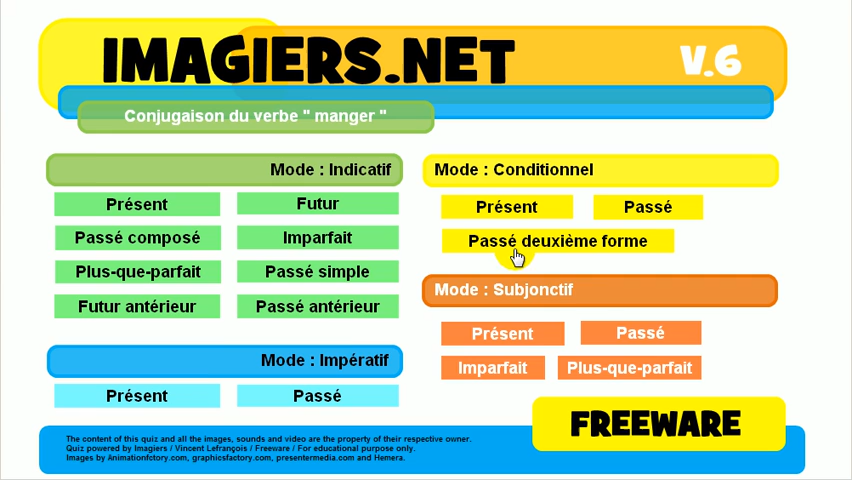 IMAGIERS.NET
V.6
Conjugaison du verbe " manger "
Mode : Indicatif
Présent
Futur
Passé composé
Imparfait
Plus-que-parfait
Passé simple
Futur antérieur
Passé antérieur
Mode : Impératif
Présent
Passé
Mode : Conditionnel
Présent
Passé
Passé deuxième forme
Mode : Subjonctif
Présent
Passé
Imparfait
Plus-que-parfait
FREEWARE
The content of this quiz and all the images, sounds and video are the property of their respective owner.
Quiz powered by Imagiers / Vincent Lefrançois / Freeware / For educational purpose only.
Images by Animationfctory.com, graphicsfactory.com, presentermedia.com and Hemera.